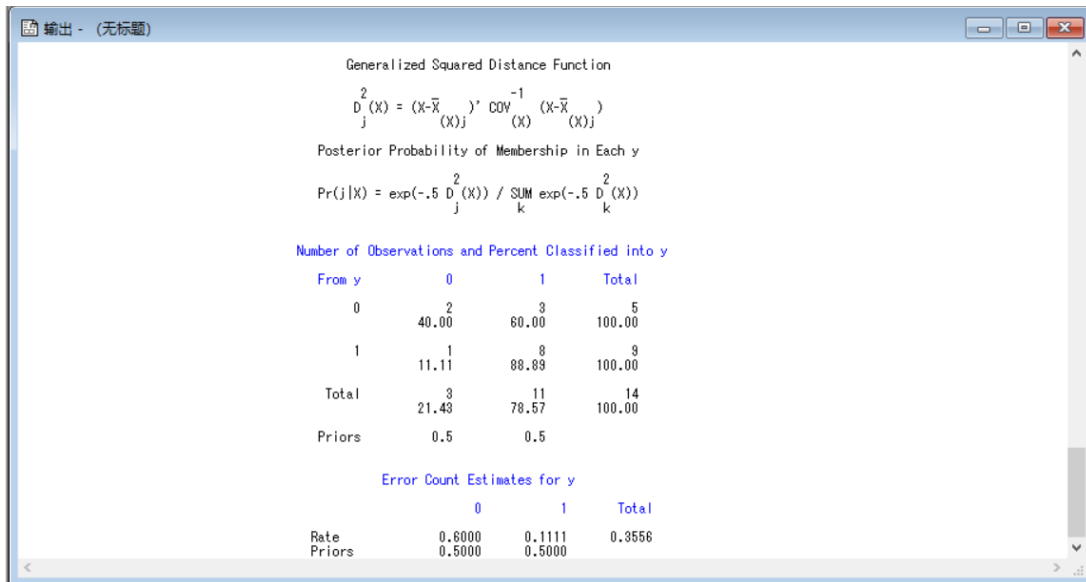 输出 - (无标题)
Generalized Squared Distance Function
2 _ -1 _
D (X) = (X-X )' COV (X-X )
j (X)j (X) (X)j
Posterior Probability of Membership in Each y
2 2
Pr(j|X) = exp(-.5 D (X)) / SUM exp(-.5 D (X))
j k k
Number of Observations and Percent Classified into y
From y 0 1 Total
0 2 3 5
40.00 60.00 100.00
1 1 8 9
11.11 88.89 100.00
Total 3 11 14
21.43 78.57 100.00
Priors 0.5 0.5
Error Count Estimates for y
0 1 Total
Rate 0.6000 0.1111 0.3556
Priors 0.5000 0.5000